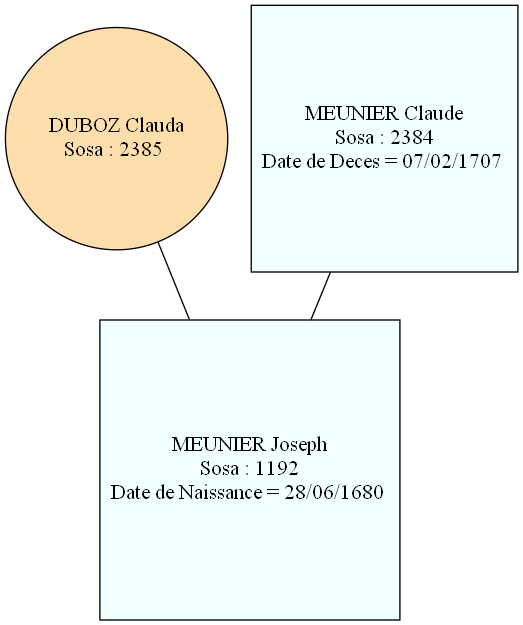 DUBOZ Clauda
Sosa : 2385
MEUNIER Claude
Sosa : 2384
Date de Deces = 07/02/1707
MEUNIER Joseph
Sosa : 1192
Date de Naissance = 28/06/1680